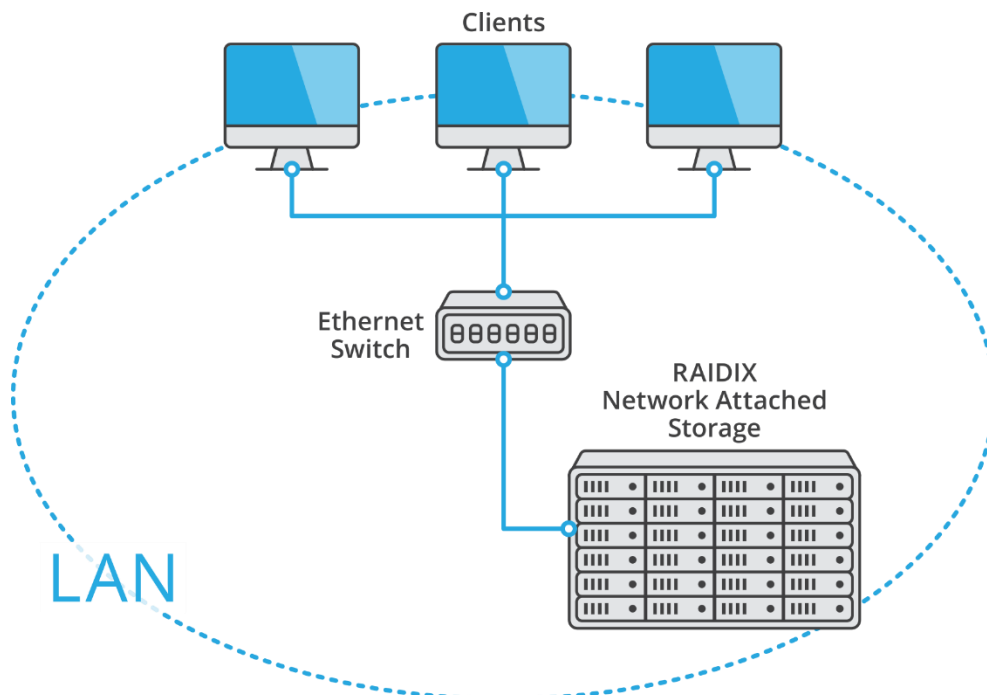 Clients
Ethernet
Switch
RAIDIX
Network Attached
Storage
LAN